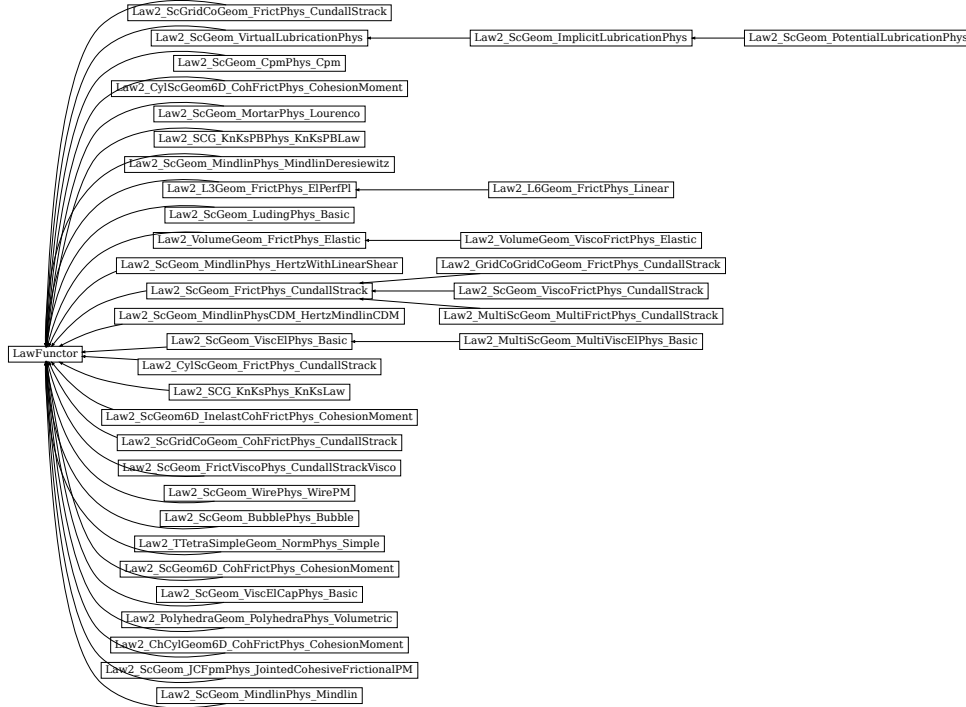 Law2_ScGridCoGeom_FrictPhys_CundallStrack
Law2_ScGeom_VirtualLubricationPhys
Law2_ScGeom_ImplicitLubricationPhys
Law2_ScGeom_PotentialLubricationPhys
Law2_ScGeom_CpmPhys_Cpm
Law2_CylScGeom6D_CohFrictPhys_CohesionMoment
Law2_ScGeom_MortarPhys_Lourenco
Law2_SCG_KnKsPBPhys_KnKsPBLaw
Law2_ScGeom_MindlinPhys_MindlinDeresiewitz
Law2_L3Geom_FrictPhys_ElPerfPl
Law2_L6Geom_FrictPhys_Linear
Law2_ScGeom_LudingPhys_Basic
Law2_VolumeGeom_FrictPhys_Elastic
Law2_VolumeGeom_ViscoFrictPhys_Elastic
Law2_ScGeom_MindlinPhys_HertzWithLinearShear
Law2_GridCoGridCoGeom_FrictPhys_CundallStrack
Law2_ScGeom_FrictPhys_CundallStrack
Law2_ScGeom_ViscoFrictPhys_CundallStrack
Law2_ScGeom_MindlinPhysCDM_HertzMindlinCDM
Law2_MultiScGeom_MultiFrictPhys_CundallStrack
Law2_ScGeom_ViscElPhys_Basic
Law2_MultiScGeom_MultiViscElPhys_Basic
LawFunctor
Law2_CylScGeom_FrictPhys_CundallStrack
Law2_SCG_KnKsPhys_KnKsLaw
Law2_ScGeom6D_InelastCohFrictPhys_CohesionMoment
Law2_ScGridCoGeom_CohFrictPhys_CundallStrack
Law2_ScGeom_FrictViscoPhys_CundallStrackVisco
Law2_ScGeom_WirePhys_WirePM
Law2_ScGeom_BubblePhys_Bubble
Law2_TTetraSimpleGeom_NormPhys_Simple
Law2_ScGeom6D_CohFrictPhys_CohesionMoment
Law2_ScGeom_ViscElCapPhys_Basic
Law2_PolyhedraGeom_PolyhedraPhys_Volumetric
Law2_ChCylGeom6D_CohFrictPhys_CohesionMoment
Law2_ScGeom_JCFpmPhys_JointedCohesiveFrictionalPM
Law2_ScGeom_MindlinPhys_Mindlin